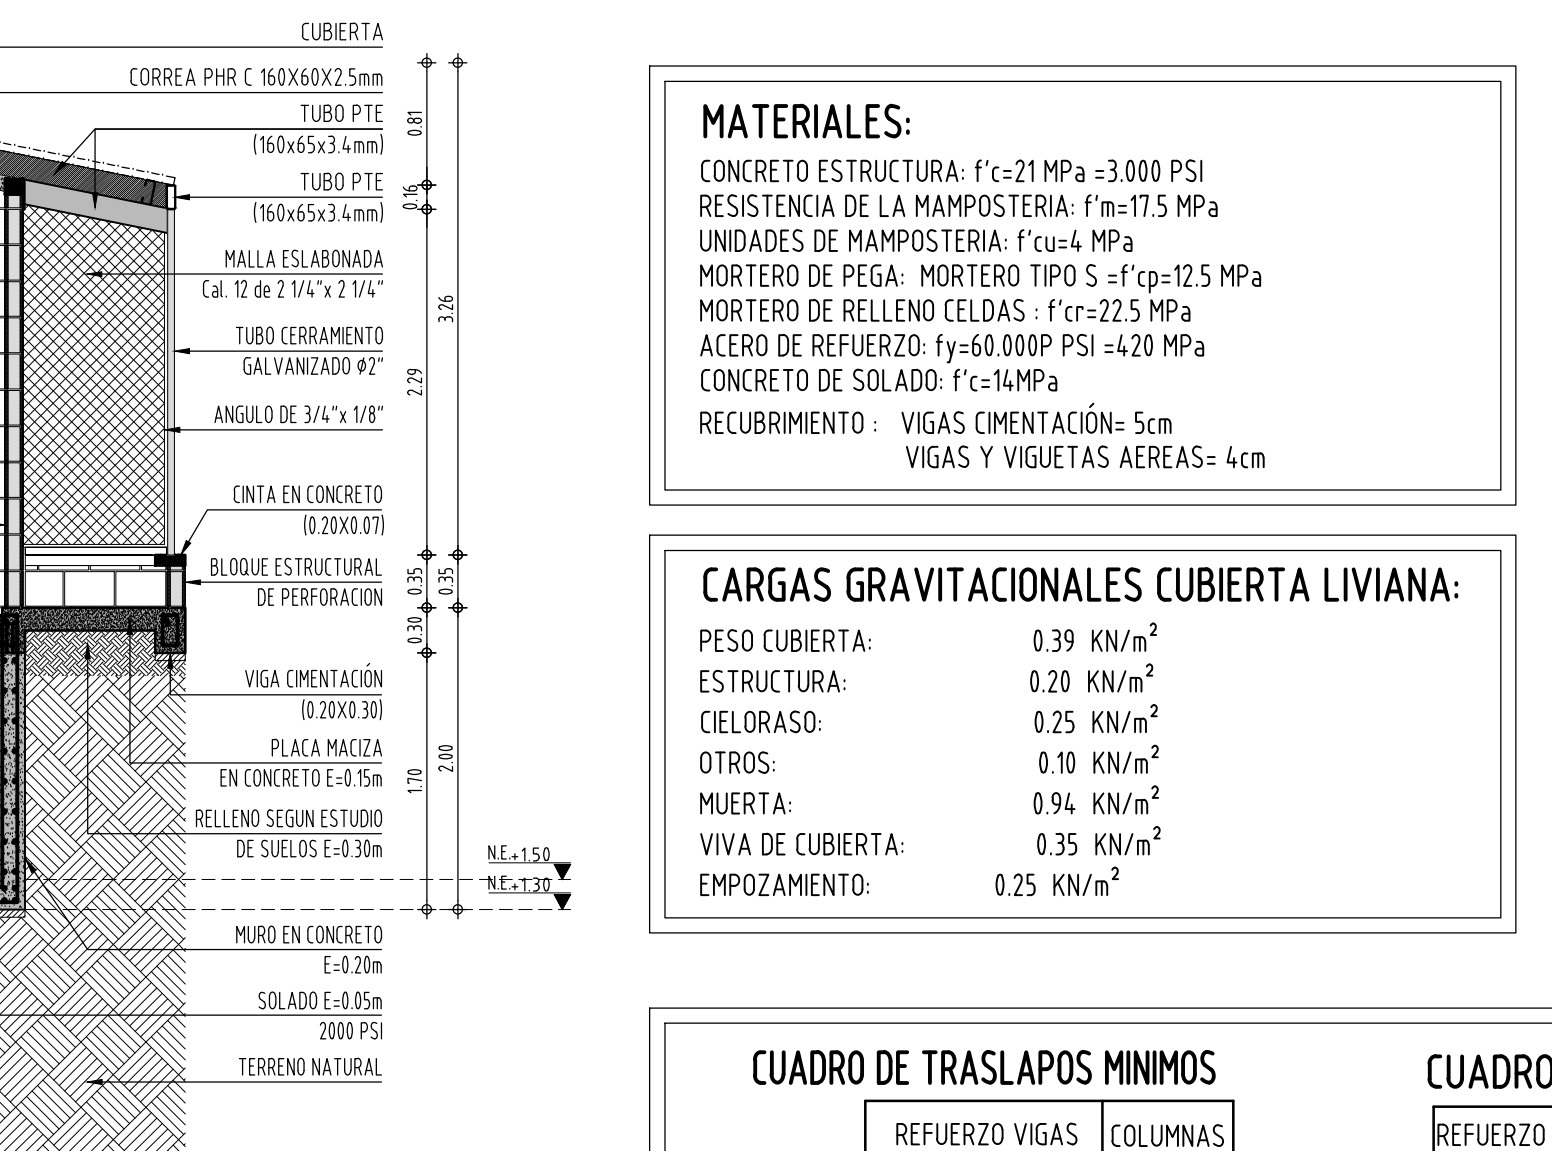 CUBIERTA
CORREA PHR C 160X60X2.5mm
TUBO PTE
(160x65x3.4mm)
TUBO PTE
(160x65x3.4mm)
MALLA ESLABONADA
Cal. 12 de 2 1/4"x 2 1/4"
TUBO CERRAMIENTO
GALVANIZADO φ2"
ANGULO DE 3/4"x 1/8"
CINTA EN CONCRETO
(0.20X0.07)
BLOQUE ESTRUCTURAL
DE PERFORACION
VIGA CIMENTACIÓN
(0.20X0.30)
PLACA MACIZA
EN CONCRETO E=0.15m
RELLENO SEGUN ESTUDIO
DE SUELOS E=0.30m
MURO EN CONCRETO
E=0.20m
SOLADO E=0.05m
2000 PSI
TERRENO NATURAL
0.81
0.16
2.29
0.35
0.30
1.70
3.26
0.35
2.00
N.E.+1.50
N.E.+1.30
MATERIALES:
CONCRETO ESTRUCTURA: f'c=21 MPa =3.000 PSI
RESISTENCIA DE LA MAMPOSTERIA: f'm=17.5 MPa
UNIDADES DE MAMPOSTERIA: f'cu=4 MPa
MORTERO DE PEGA: MORTERO TIPO S =f'cp=12.5 MPa
MORTERO DE RELLENO CELDAS : f'cr=22.5 MPa
ACERO DE REFUERZO: fy=60.000P PSI =420 MPa
CONCRETO DE SOLADO: f'c=14MPa
RECUBRIMIENTO : VIGAS CIMENTACIÓN= 5cm
VIGAS Y VIGUETAS AEREAS= 4cm
CARGAS GRAVITACIONALES CUBIERTA LIVIANA:
PESO CUBIERTA: 0.39 KN/m²
ESTRUCTURA: 0.20 KN/m²
CIELORASO: 0.25 KN/m²
OTROS: 0.10 KN/m²
MUERTA: 0.94 KN/m²
VIVA DE CUBIERTA: 0.35 KN/m²
EMPOZAMIENTO: 0.25 KN/m²
CUADRO DE TRASLAPOS MINIMOS
REFUERZO VIGAS COLUMNAS
CUADRO
REFUERZO